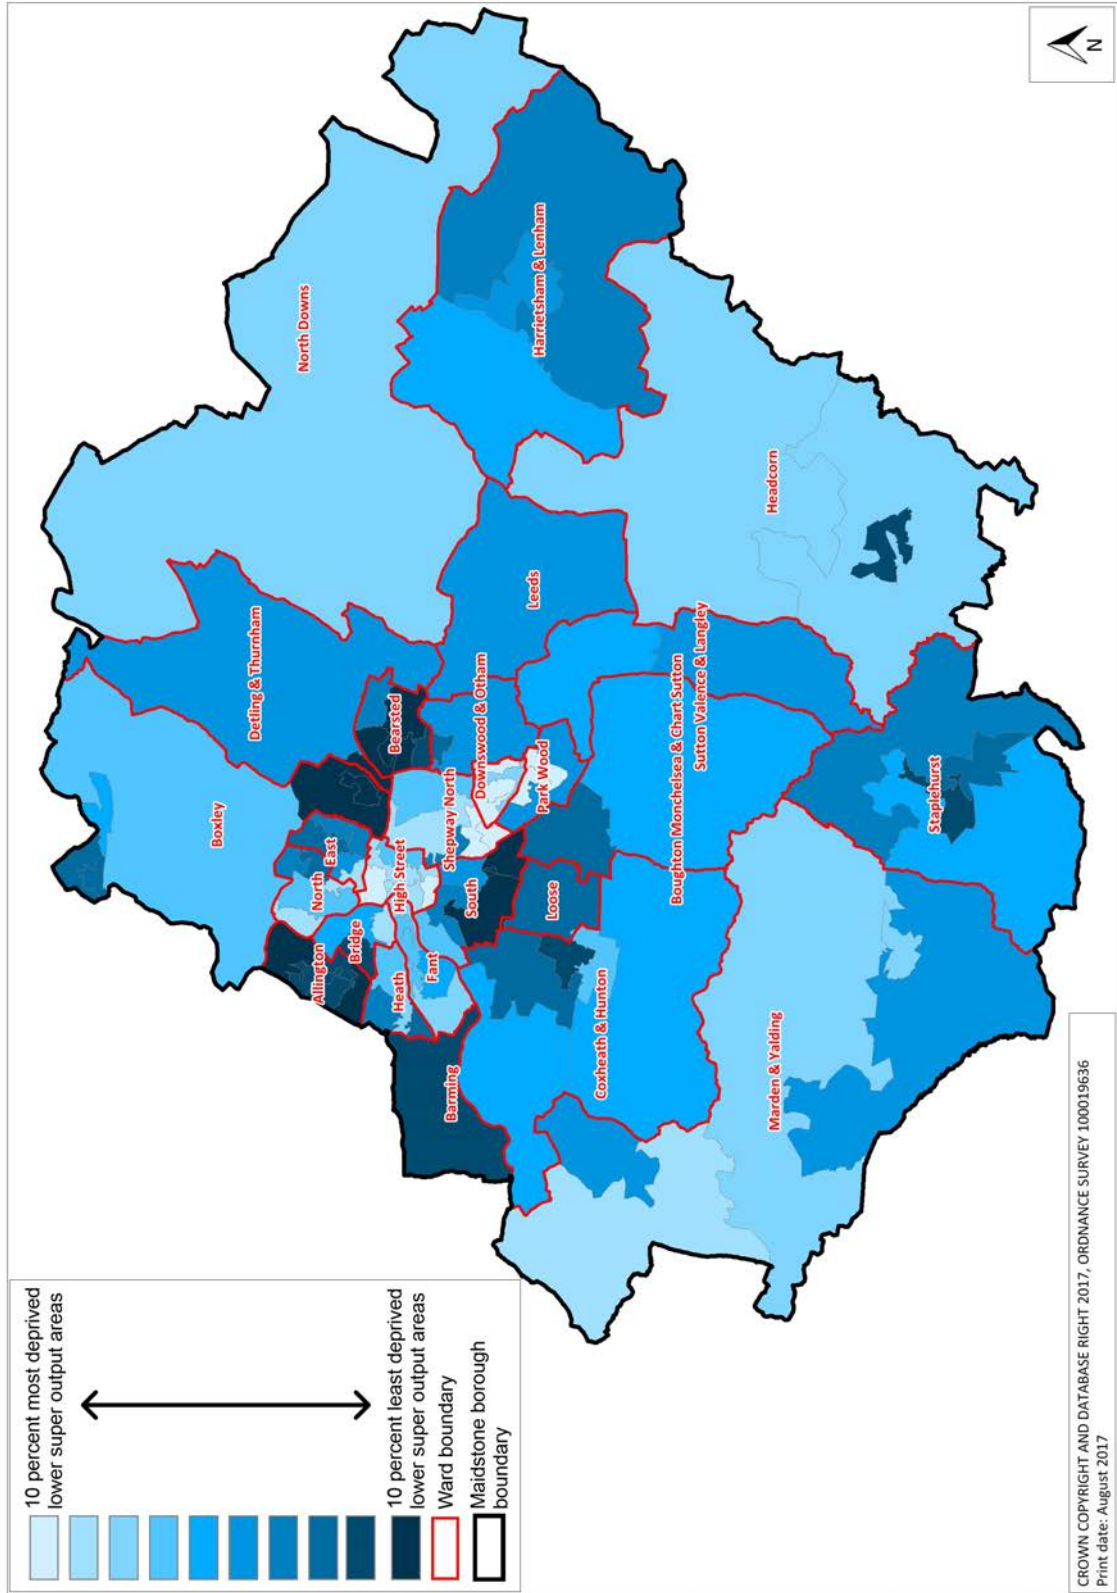 10 percent most deprived
lower super output areas
10 percent least deprived
lower super output areas
Ward boundary
Maidstone borough
boundary
N
North Downs
Harrietsham & Lenham
Detling & Thurnham
Boxley
Bearsted
Leeds
Headcorn
Downswood & Otham
Shepway North
Park Wood
East
North
High Street
South
Loose
Bridge
Allington
Heath
Fant
Barming
Coxheath & Hunton
Boughton Monchelsea & Chart Sutton
Sutton Valence & Langley
Staplehurst
Marden & Yalding
CROWN COPYRIGHT AND DATABASE RIGHT 2017, ORDNANCE SURVEY 100019636
Print date: August 2017